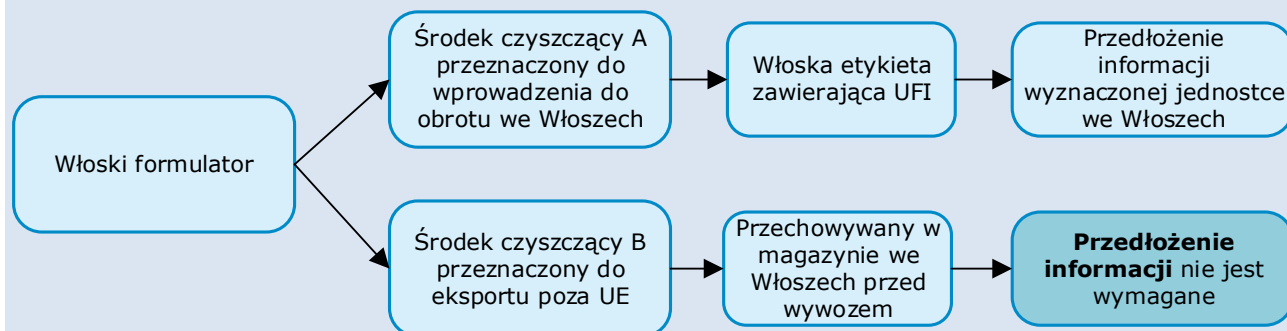 Włoski formulator
Środek czyszczący A
przeznaczony do
wprowadzenia do
obrotu we Włoszech
Włoska etykieta
zawierająca UFI
Przedłożenie
informacji
wyznaczonej jednostce
we Włoszech
Środek czyszczący B
przeznaczony do
eksportu poza UE
Przechowywany w
magazynie we
Włoszech przed
wywozem
Przedłożenie
informacji nie jest
wymagane